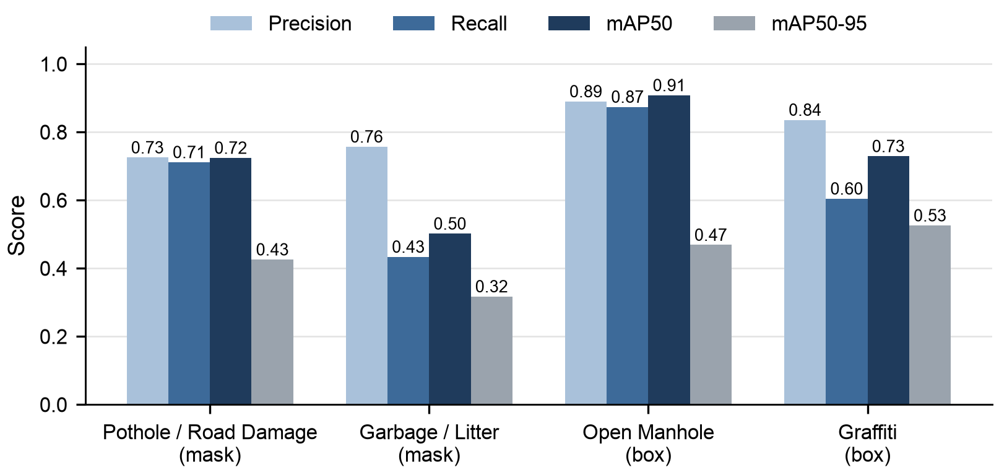 Precision Recall mAP50 mAP50-95
Score
1.0
0.8
0.6
0.4
0.2
0.0
0.73 0.71 0.72 0.43
0.76 0.43 0.50 0.32
0.89 0.87 0.91 0.47
0.84 0.60 0.73 0.53
Pothole / Road Damage
(mask)
Garbage / Litter
(mask)
Open Manhole
(box)
Graffiti
(box)